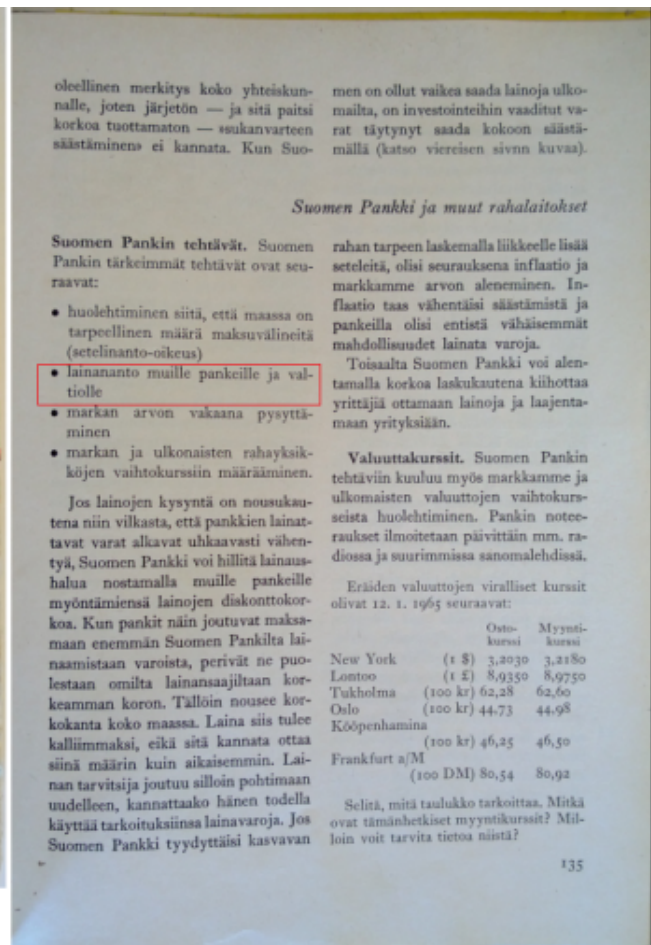 oleellinen merkitys koko yhteiskun-
nalle, joten järjetön — ja sitä paitsi
korkoa tuottamaton — »sukanvarteen
säästäminen» ei kannata. Kun Suo-
men on ollut vaikea saada lainoja ulko-
mailta, on investointeihin vaaditut va-
rat täytynyt saada kokoon säästä-
mällä (katso viereisen sivun kuvaa).
Suomen Pankki ja muut rahalaitokset
Suomen Pankin tehtävät. Suomen
Pankin tärkeimmät tehtävät ovat seu-
raavat:
• huolehtiminen siitä, että maassa on
tarpeellinen määrä maksuvälineitä
(setelinanto-oikeus)
• lainananto muille pankeille ja val-
tiolle
• markan arvon vakaana pysyttä-
minen
• markan ja ulkonaisten rahayksik-
köjen vaihtokurssiin määrääminen.
Jos lainojen kysyntä on nousukau-
tena niin vilkasta, että pankkien lainat-
tavat varat alkavat uhkaavasti vähen-
tyä, Suomen Pankki voi hillitä lainaus-
halua nostamalla muille pankeille
myöntämiensä lainojen diskonttokor-
koa. Kun pankit näin joutuvat maksa-
maan enemmän Suomen Pankilta lai-
naamistaan varoista, perivät ne puo-
lestaan omilta lainansaajiltaan kor-
keamman koron. Tällöin nousee kor-
kokanta koko maassa. Laina siis tulee
kalliimmaksi, eikä sitä kannata ottaa
siinä määrin kuin aikaisemmin. Lai-
nan tarvitsija joutuu silloin pohtimaan
uudelleen, kannattaako hänen todella
käyttää tarkoituksiinsa lainavaroja. Jos
Suomen Pankki tyydyttäisi kasvavan
rahan tarpeen laskemalla liikkeelle lisää
seteleitä, olisi seurauksena inflaatio ja
markkamme arvon aleneminen. In-
flaatio taas vähentäisi säästämistä ja
pankeilla olisi entistä vähäisemmät
mahdollisuudet lainata varoja.
Toisaalta Suomen Pankki voi alen-
tamalla korkoa laskukautena kiihottaa
yrittäjiä ottamaan lainoja ja laajenta-
maan yrityksiään.
Valuuttakurssit. Suomen Pankin
tehtäviin kuuluu myös markkamme ja
ulkomaisten valuuttojen vaihtokurs-
seista huolehtiminen. Pankin notee-
raukset ilmoitetaan päivittäin mm. ra-
diossa ja suurimmissa sanomalehdissä.
Eräiden valuuttojen viralliset kurssit
olivat 12. 1. 1965 seuraavat:
Osto- Myynti-
kurssi kurssi
New York (1 $) 3,2030 3,2180
Lontoo (1 £) 8,9350 8,9750
Tukholma (100 kr) 62,28 62,60
Oslo (100 kr) 44,73 44,98
Kööpenhamina
(100 kr) 46,25 46,50
Frankfurt a/M
(100 DM) 80,54 80,92
Selitä, mitä taulukko tarkoittaa. Mitkä
ovat tämänhetkiset myyntikurssit? Mil-
loin voit tarvita tietoa näistä?
135